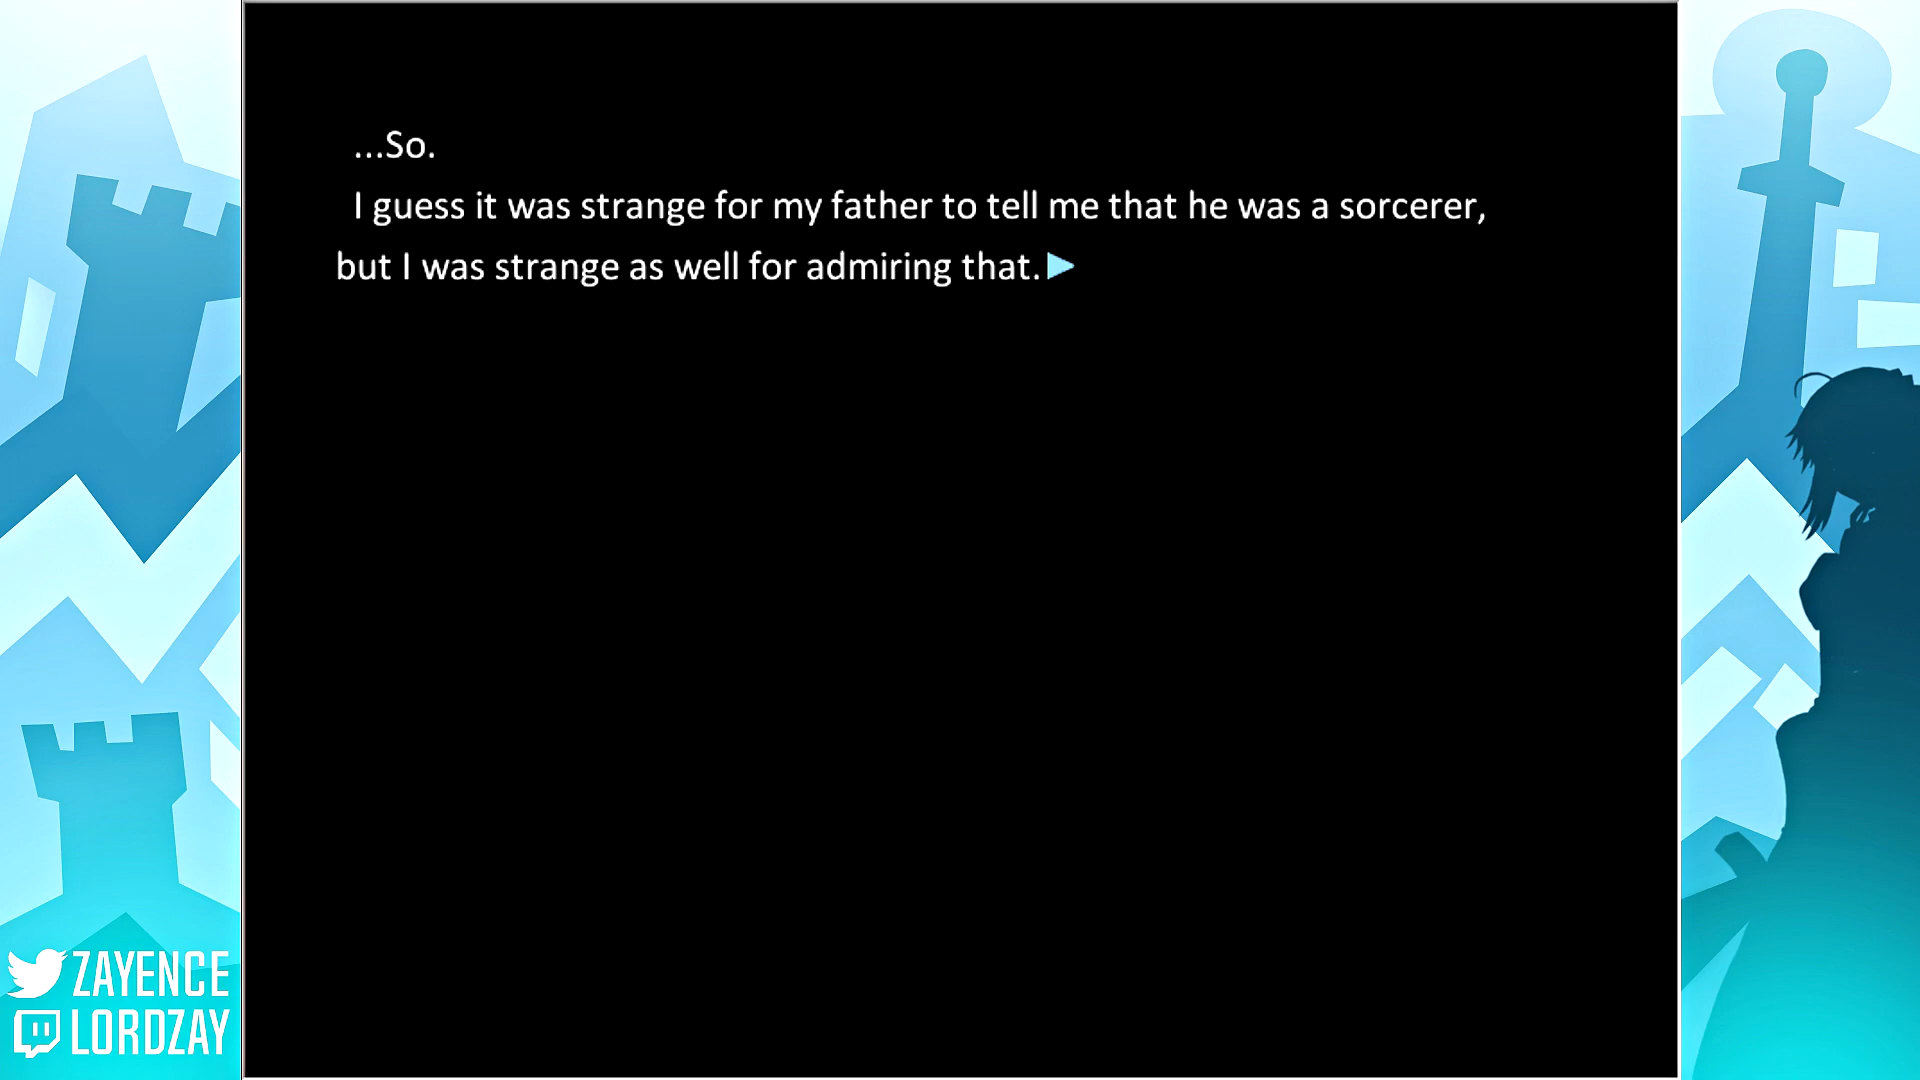 ...So.
I guess it was strange for my father to tell me that he was a sorcerer,
but I was strange as well for admiring that.
ZAYENCE
LORDZAY